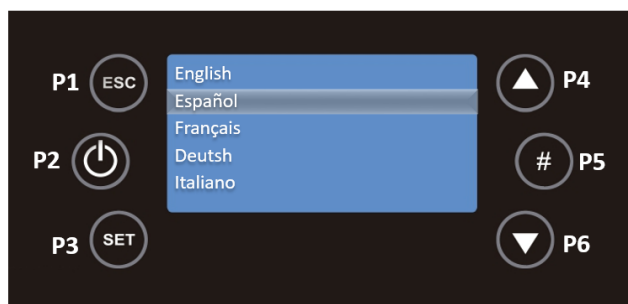 P1 ESC
English
Español
Français
Deutsh
Italiano
P2
P3 SET
P4
# P5
P6